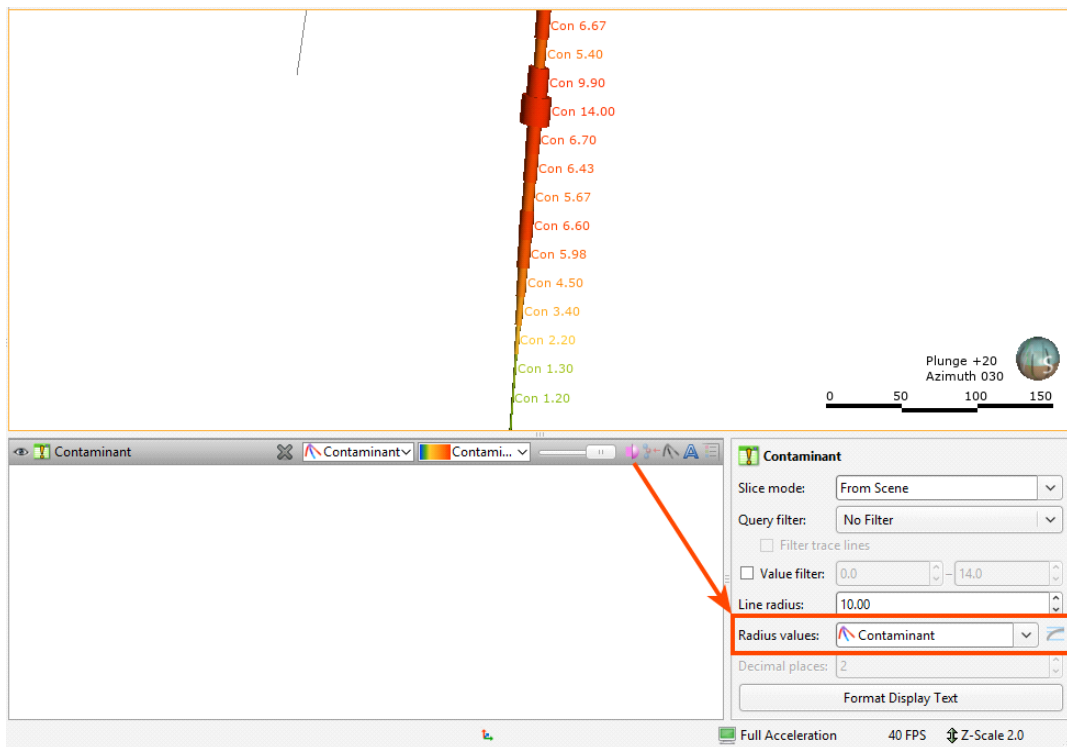 Con 6.67
Con 5.40
Con 9.90
Con 14.00
Con 6.70
Con 6.43
Con 5.67
Con 6.60
Con 5.98
Con 4.50
Con 3.40
Con 2.20
Con 1.30
Con 1.20
Plunge +20
Azimuth 030
S
0 50 100 150
Contaminant Contaminant Contami... A
Contaminant
Slice mode: From Scene
Query filter: No Filter
Filter trace lines
Value filter: 0.0 – 14.0
Line radius: 10.00
Radius values: Contaminant
Decimal places: 2
Format Display Text
Full Acceleration 40 FPS Z-Scale 2.0